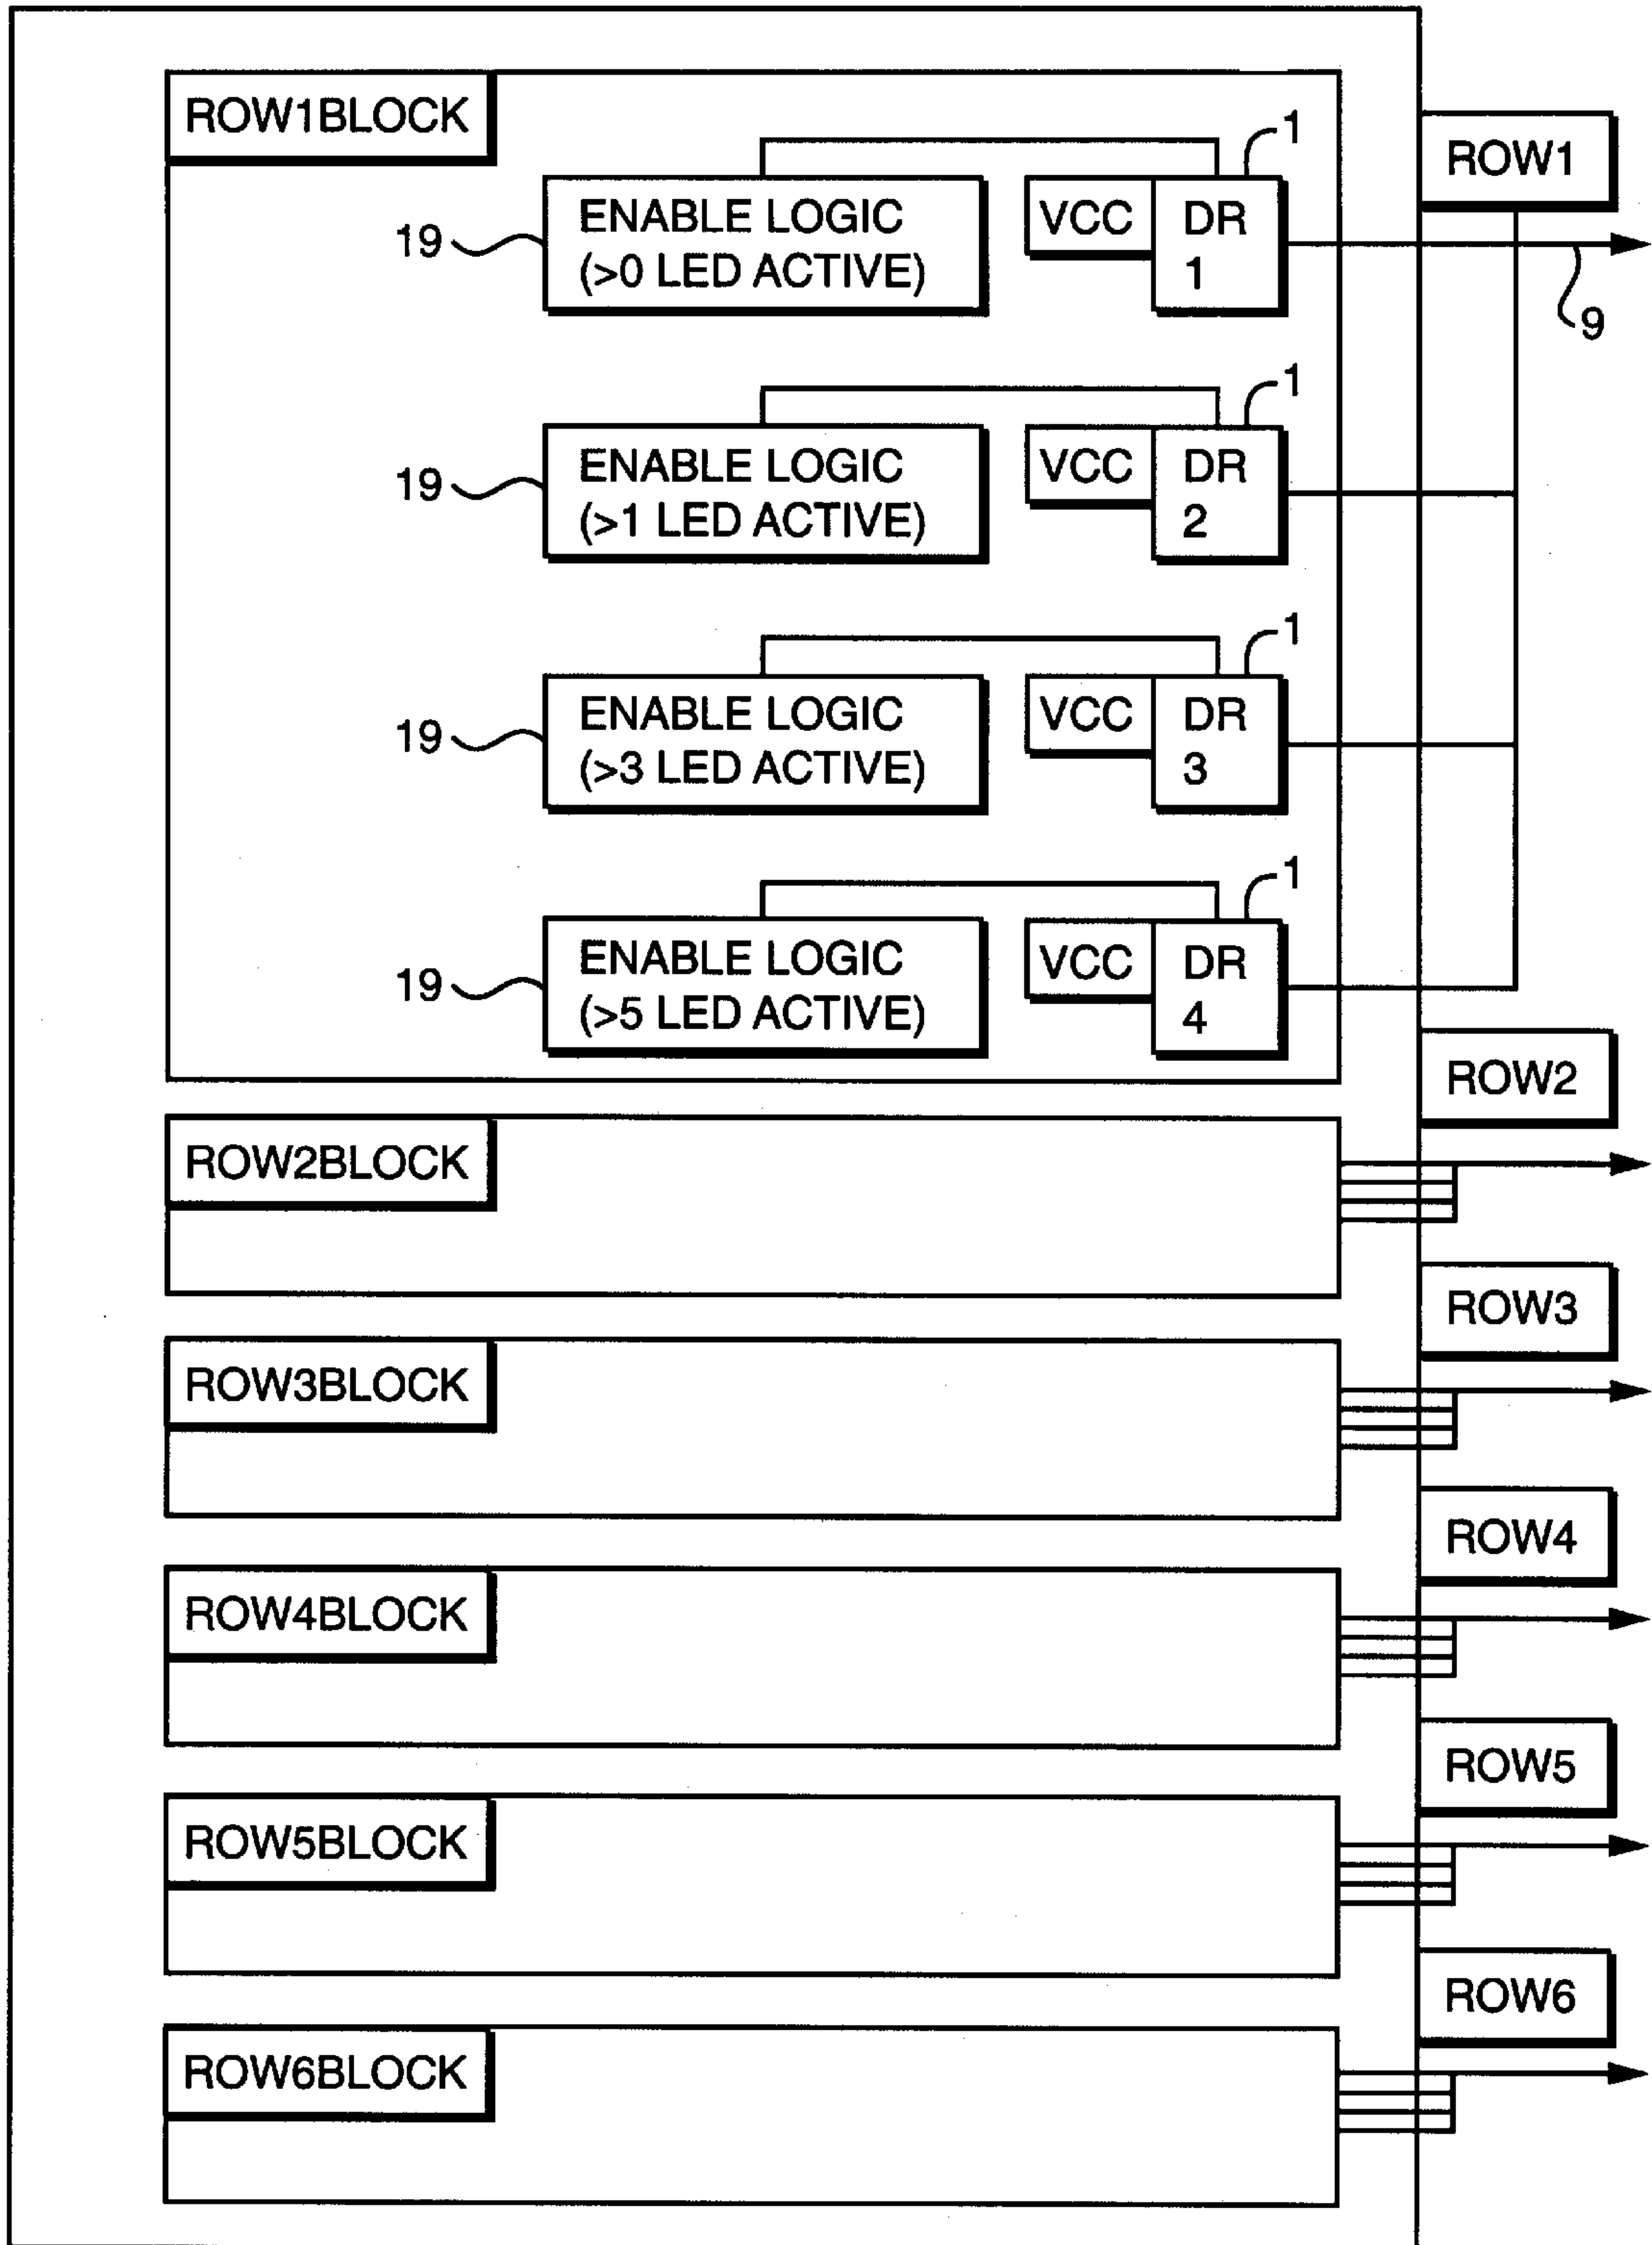 ROW1BLOCK
1
ROW1
ENABLE LOGIC
(>0 LED ACTIVE)
VCC
DR
1
19
9
1
ENABLE LOGIC
(>1 LED ACTIVE)
VCC
DR
2
19
1
ENABLE LOGIC
(>3 LED ACTIVE)
VCC
DR
3
19
1
ENABLE LOGIC
(>5 LED ACTIVE)
VCC
DR
4
19
ROW2
ROW2BLOCK
ROW3
ROW3BLOCK
ROW4
ROW4BLOCK
ROW5
ROW5BLOCK
ROW6
ROW6BLOCK